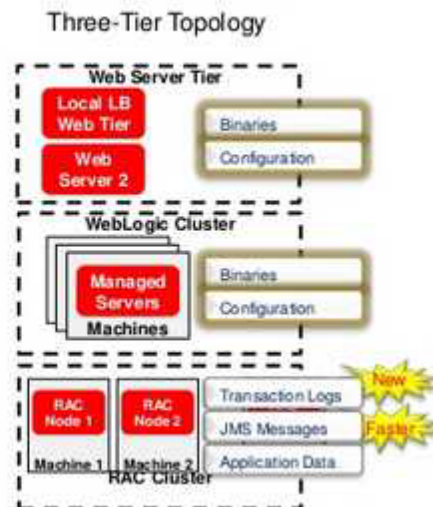 Three-Tier Topology
Web Server Tier
Local LB
Web Tier
Web
Server 2
Binaries
Configuration
WebLogic Cluster
Managed
Servers
Machines
Binaries
Configuration
RAC
Node 1
RAC
Node 2
Machine 1
Machine 2
Transaction Logs
New
JMS Messages
Faster
Application Data
RAC Cluster